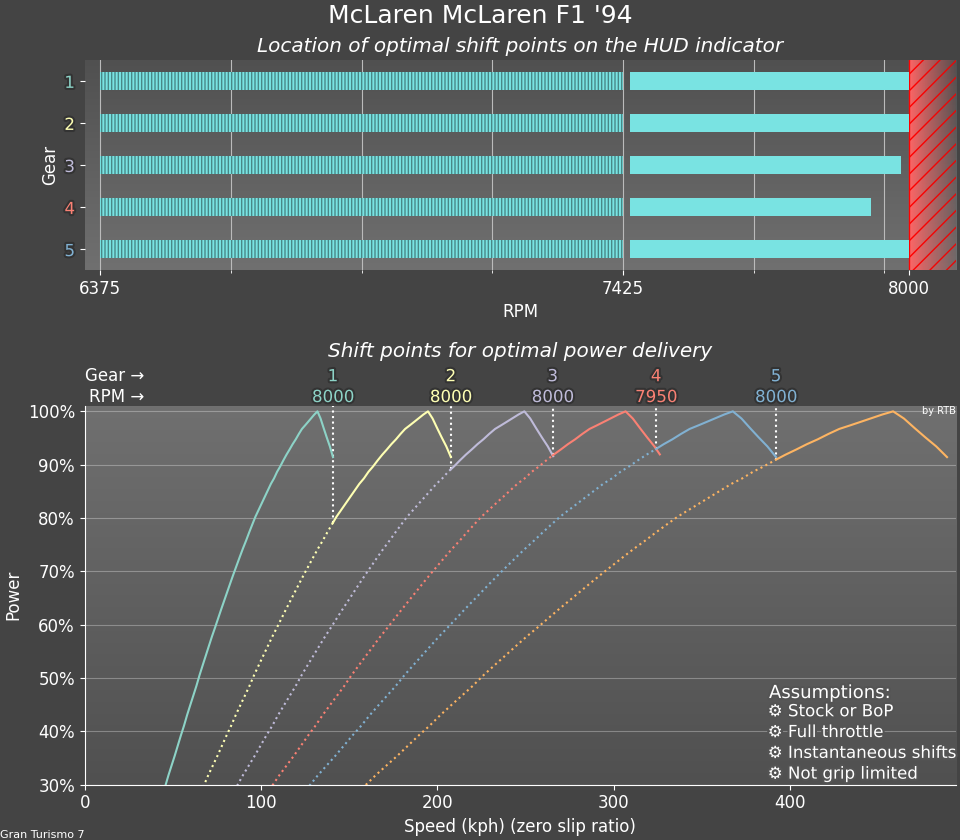 McLaren McLaren F1 '94
Location of optimal shift points on the HUD indicator
Gear
1
2
3
4
5
6375 7425 8000
RPM
Shift points for optimal power delivery
Gear → 1 2 3 4 5
RPM → 8000 8000 8000 7950 8000
by RTB
Power
100%
90%
80%
70%
60%
50%
40%
30%
Assumptions:
⚙ Stock or BoP
⚙ Full throttle
⚙ Instantaneous shifts
⚙ Not grip limited
0 100 200 300 400
Speed (kph) (zero slip ratio)
Gran Turismo 7